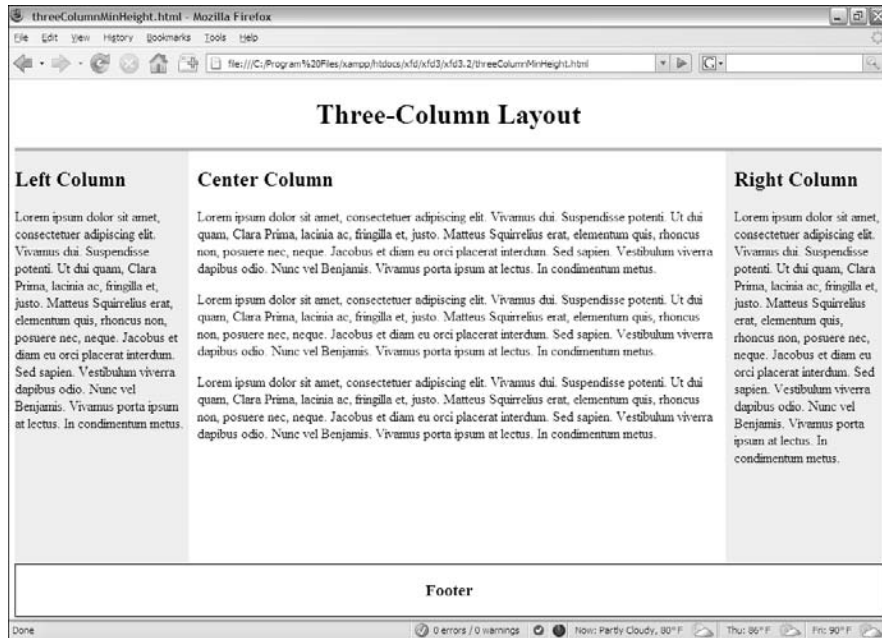 threeColumnMinHeight.html - Mozilla Firefox
File Edit View History Bookmarks Tools Help
file:///C:/Program%20Files/xampp/htdocs/xfd/xfd3/xfd3.2/threeColumnMinHeight.html
G
Three-Column Layout
Left Column
Lorem ipsum dolor sit amet,
consectetuer adipiscing elit.
Vivamus dui. Suspendisse
potenti. Ut dui quam, Clara
Prima, lacinia ac, fringilla et,
justo. Matteus Squirrelius erat,
elementum quis, rhoncus non,
posuere nec, neque. Jacobus et
diam eu orci placerat interdum.
Sed sapien. Vestibulum viverra
dapibus odio. Nunc vel
Benjamis. Vivamus porta ipsum
at lectus. In condimentum metus.
Center Column
Lorem ipsum dolor sit amet, consectetuer adipiscing elit. Vivamus dui. Suspendisse potenti. Ut dui
quam, Clara Prima, lacinia ac, fringilla et, justo. Matteus Squirrelius erat, elementum quis, rhoncus
non, posuere nec, neque. Jacobus et diam eu orci placerat interdum. Sed sapien. Vestibulum viverra
dapibus odio. Nunc vel Benjamis. Vivamus porta ipsum at lectus. In condimentum metus.
Lorem ipsum dolor sit amet, consectetuer adipiscing elit. Vivamus dui. Suspendisse potenti. Ut dui
quam, Clara Prima, lacinia ac, fringilla et, justo. Matteus Squirrelius erat, elementum quis, rhoncus
non, posuere nec, neque. Jacobus et diam eu orci placerat interdum. Sed sapien. Vestibulum viverra
dapibus odio. Nunc vel Benjamis. Vivamus porta ipsum at lectus. In condimentum metus.
Lorem ipsum dolor sit amet, consectetuer adipiscing elit. Vivamus dui. Suspendisse potenti. Ut dui
quam, Clara Prima, lacinia ac, fringilla et, justo. Matteus Squirrelius erat, elementum quis, rhoncus
non, posuere nec, neque. Jacobus et diam eu orci placerat interdum. Sed sapien. Vestibulum viverra
dapibus odio. Nunc vel Benjamis. Vivamus porta ipsum at lectus. In condimentum metus.
Right Column
Lorem ipsum dolor sit amet,
consectetuer adipiscing elit.
Vivamus dui. Suspendisse
potenti. Ut dui quam, Clara
Prima, lacinia ac, fringilla et,
justo. Matteus Squirrelius
erat, elementum quis,
rhoncus non, posuere nec,
neque. Jacobus et diam eu
orci placerat interdum. Sed
sapien. Vestibulum viverra
dapibus odio. Nunc vel
Benjamis. Vivamus porta
ipsum at lectus. In
condimentum metus.
Footer
Done 0 errors / 0 warnings Now: Partly Cloudy, 80° F Thu: 86° F Fri: 90° F